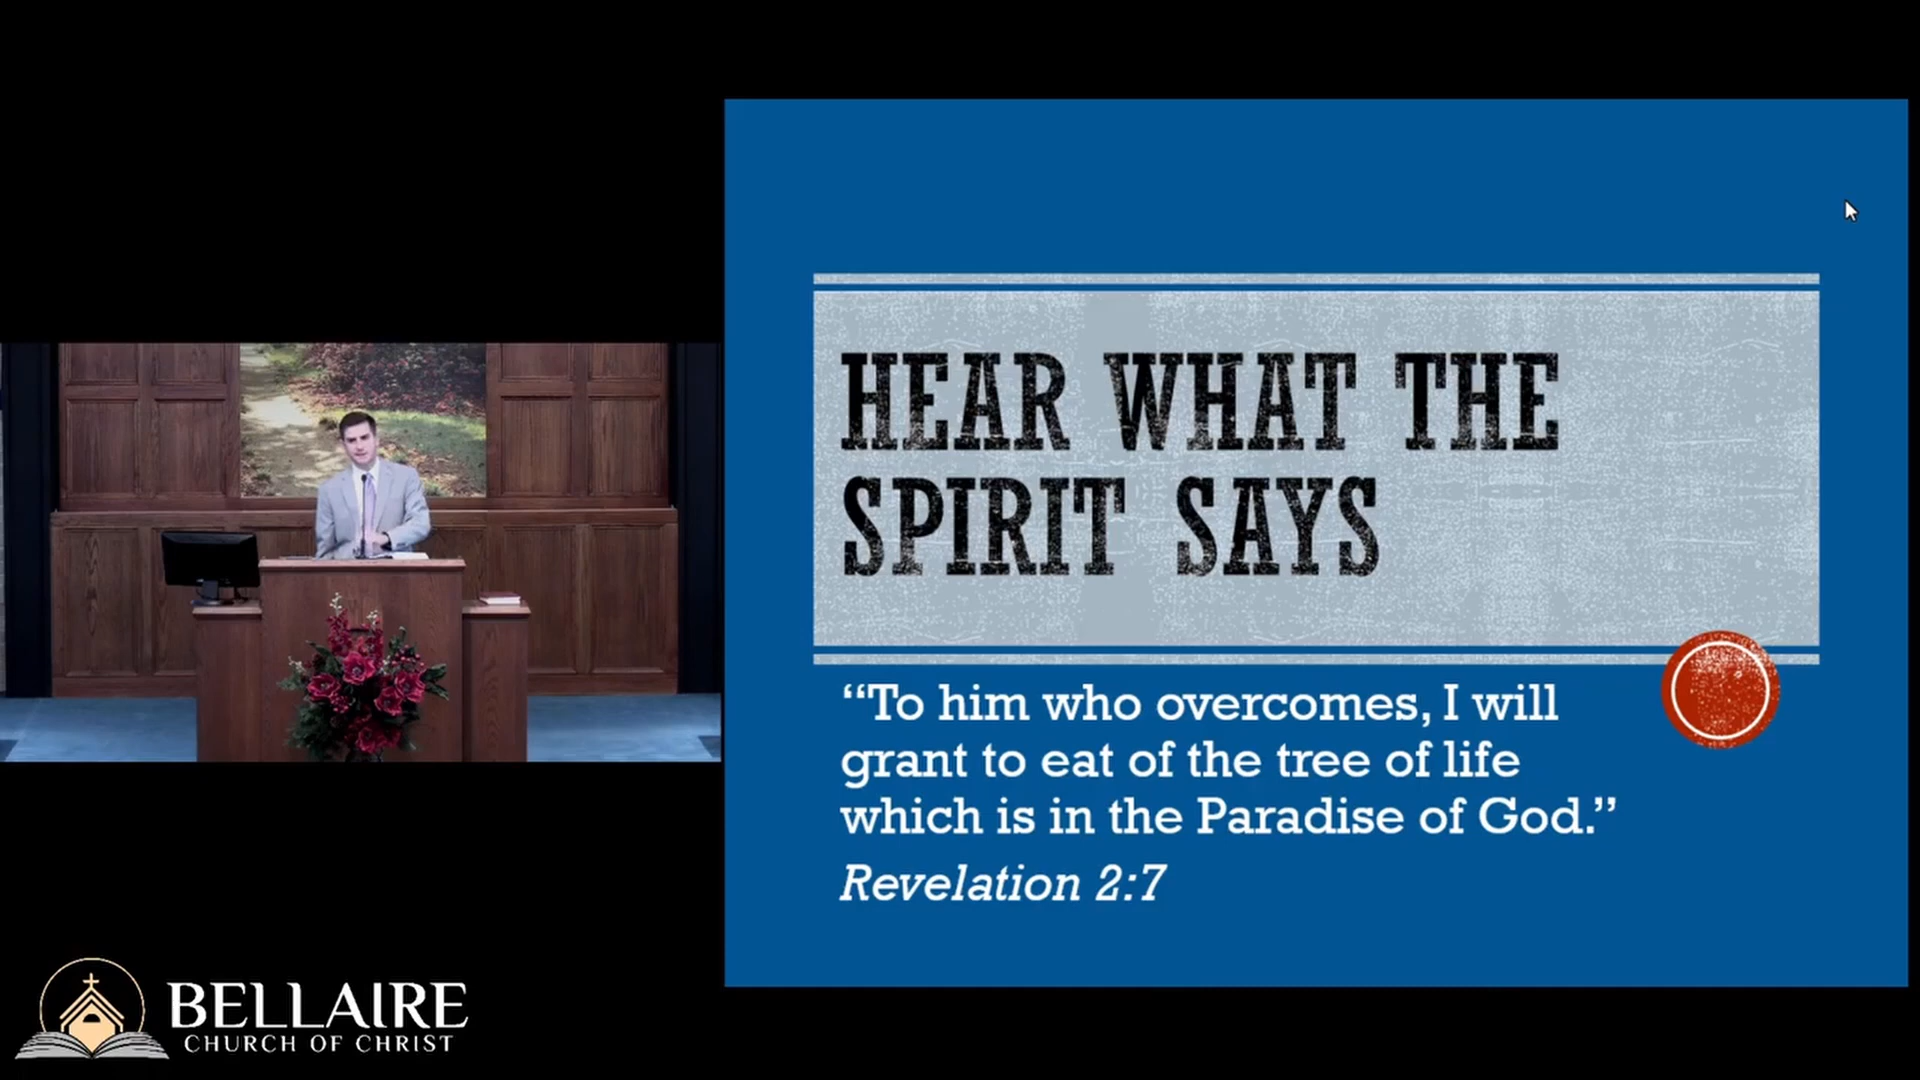 HEAR WHAT THE
SPIRIT SAYS
“To him who overcomes, I will
grant to eat of the tree of life
which is in the Paradise of God.”
Revelation 2:7
BELLAIRE
CHURCH OF CHRIST